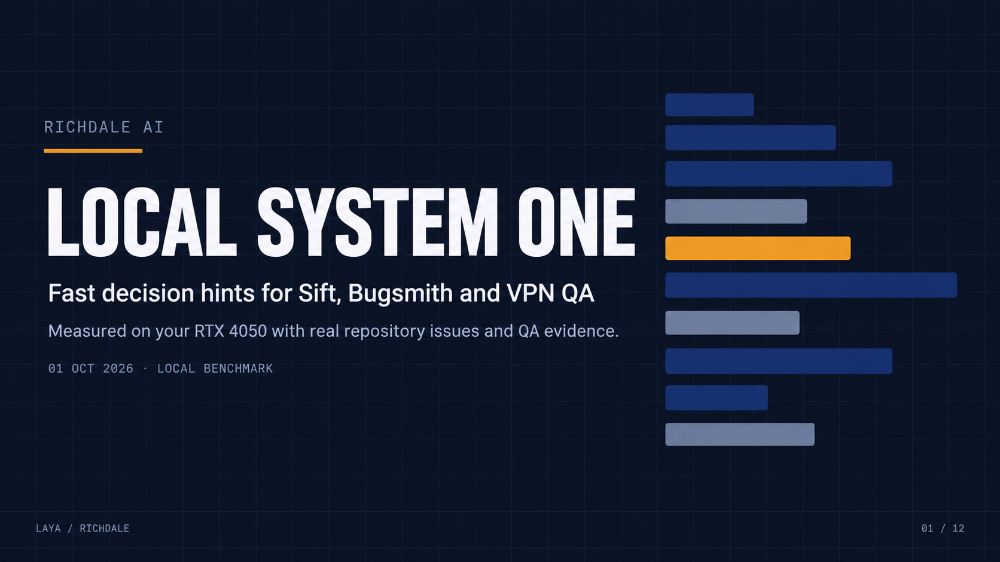 RICHDALE AI
LOCAL SYSTEM ONE
Fast decision hints for Sift, Bugsmith and VPN QA
Measured on your RTX 4050 with real repository issues and QA evidence.
01 OCT 2026 · LOCAL BENCHMARK
LAYA / RICHDALE
01 / 12